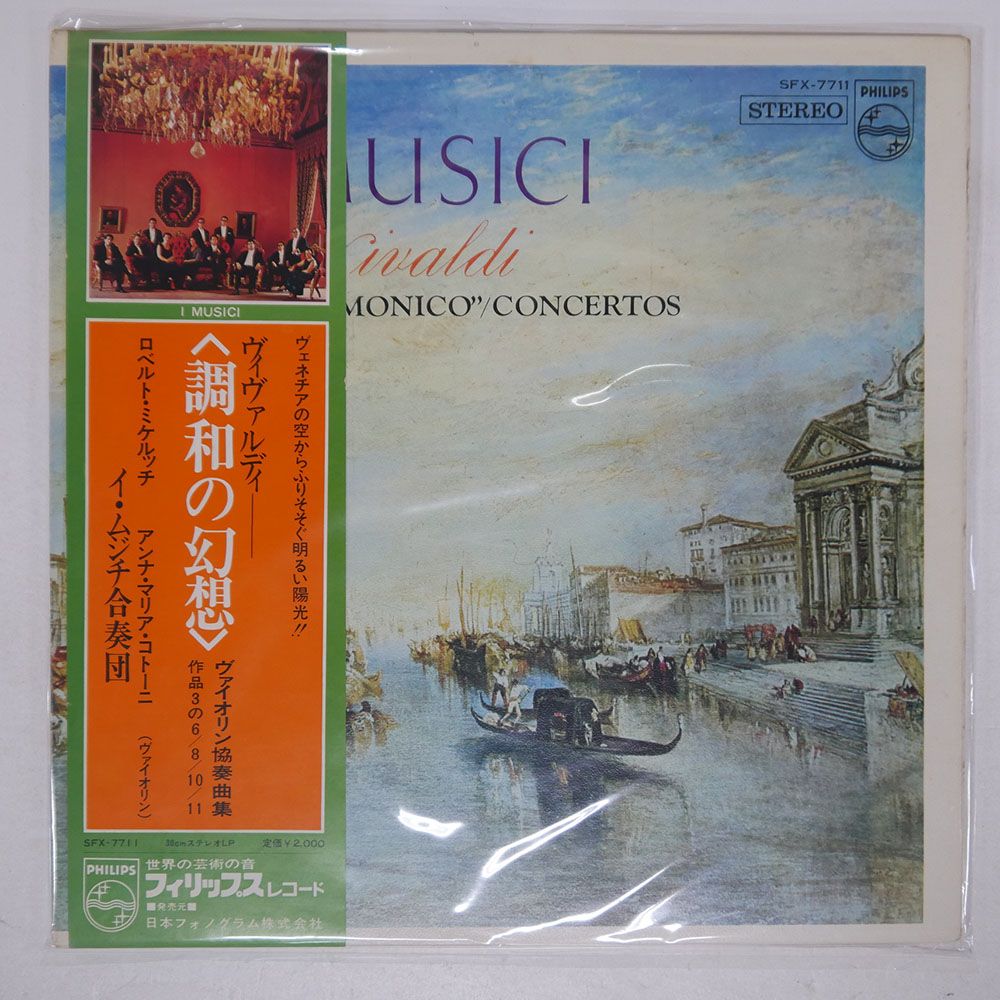 I MUSICI
ヴェネチアの空からふりそそぐ明るい陽光!!
ヴィヴァルディ――
〈調和の幻想〉
ヴァイオリン協奏曲集
作品3の6/8/10/11
ロベルト・ミケルッチ
アンナ・マリア・コトーニ
(ヴァイオリン)
イ・ムジチ合奏団
SFX-7711 30cmステレオLP 定価¥2,000
PHILIPS
世界の芸術の音
フィリップスレコード
■発売元■
日本フォノグラム株式会社
SFX-7711
STEREO
PHILIPS
MUSICI
Vivaldi
MONICO”/CONCERTOS